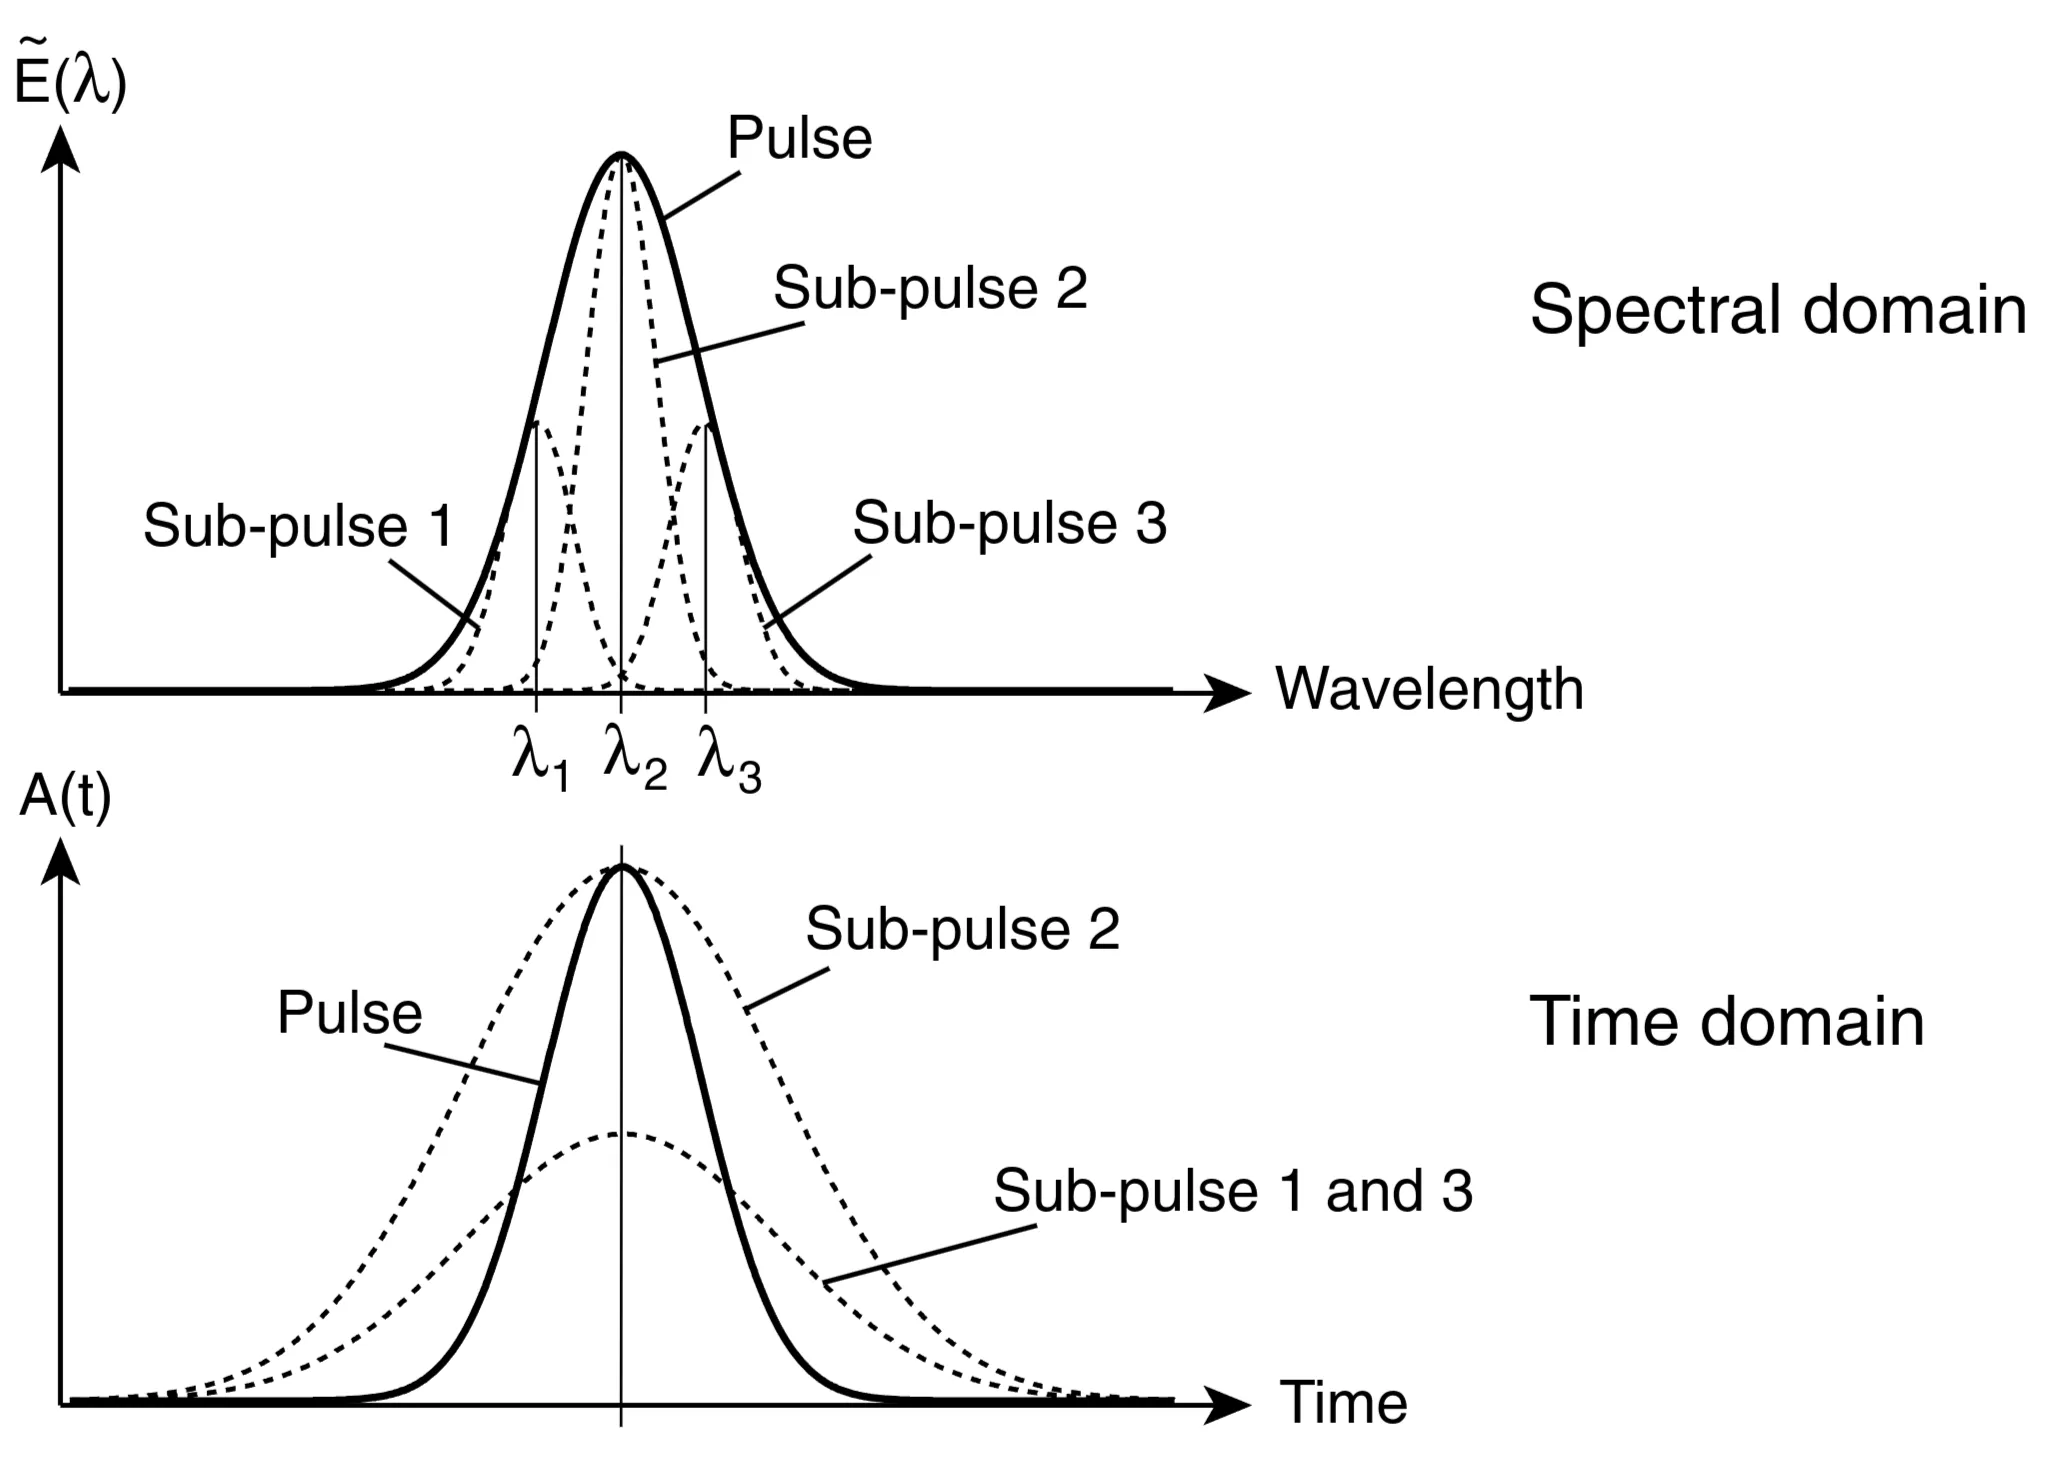 Ẽ(λ)
Pulse
Sub-pulse 2
Spectral domain
Sub-pulse 1
Sub-pulse 3
Wavelength
λ₁ λ₂ λ₃
A(t)
Sub-pulse 2
Pulse
Time domain
Sub-pulse 1 and 3
Time